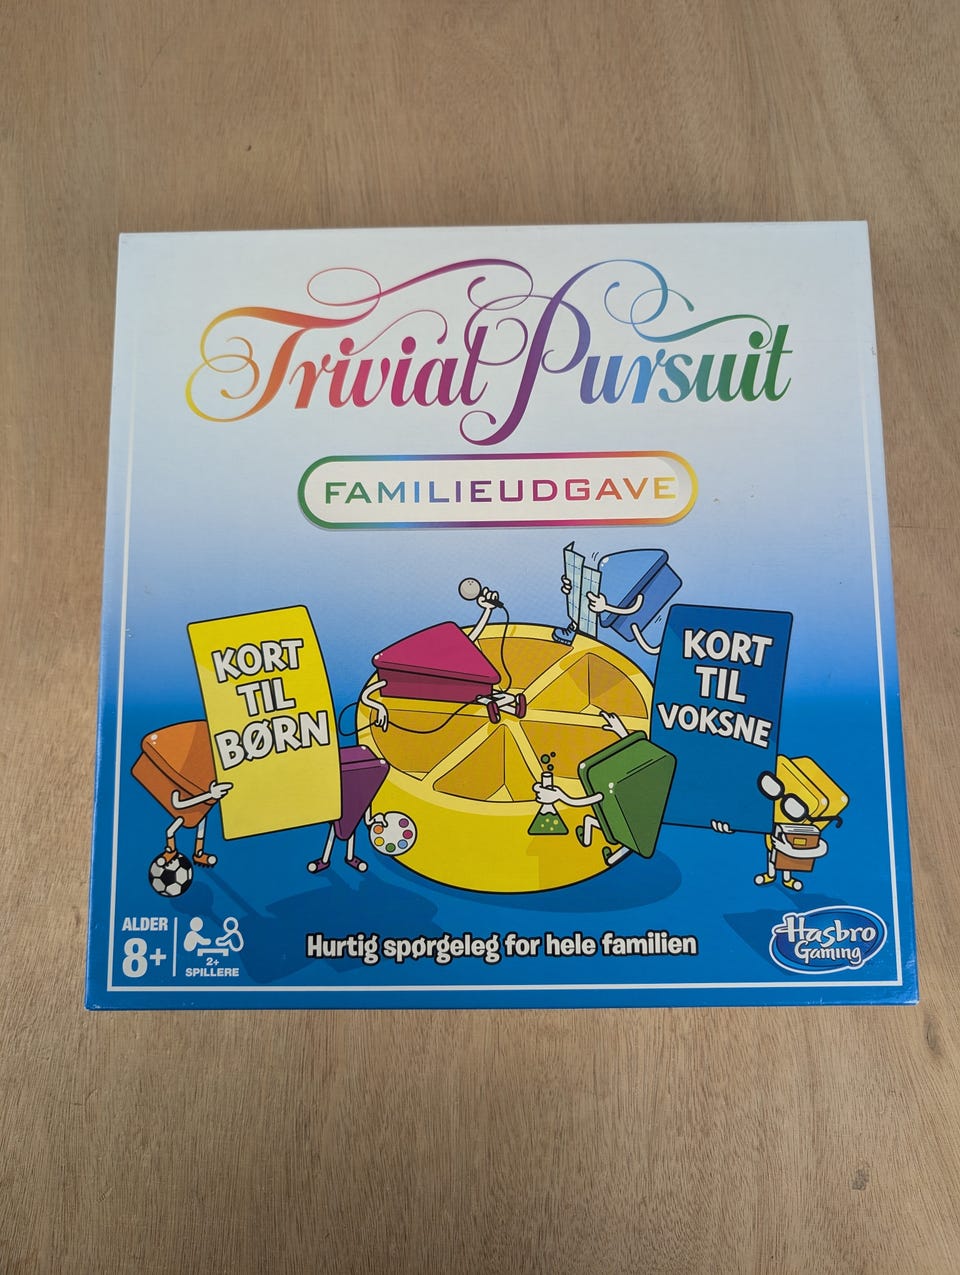 Trivial Pursuit
FAMILIEUDGAVE
KORT
TIL
BØRN
KORT
TIL
VOKSNE
ALDER
8+
2+
SPILLERE
Hurtig spørgeleg for hele familien
Hasbro
Gaming